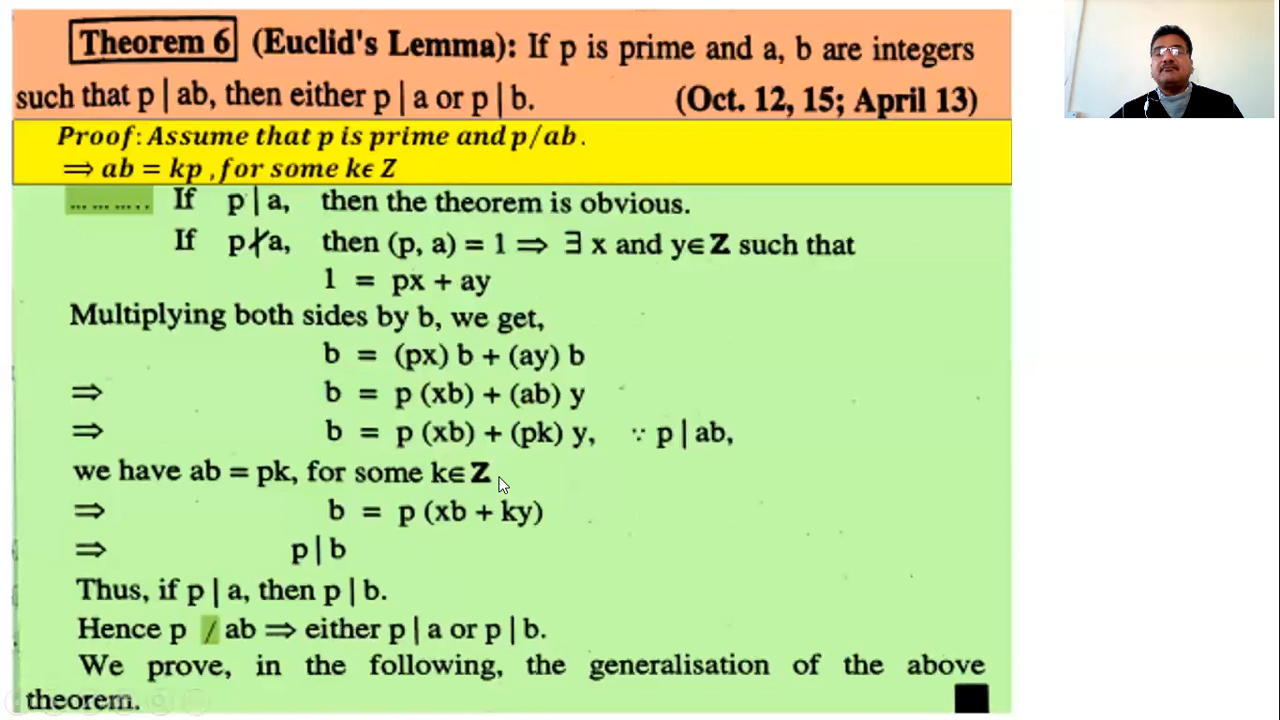 Theorem 6 (Euclid's Lemma): If p is prime and a, b are integers
such that p | ab, then either p | a or p | b. (Oct. 12, 15; April 13)
Proof: Assume that p is prime and p/ab.
⟹ ab = kp , for some kϵ Z
... ... ... .. If p | a, then the theorem is obvious.
If p∤a, then (p, a) = 1 ⇒ ∃ x and y∈ Z such that
1 = px + ay
Multiplying both sides by b, we get,
b = (px) b + (ay) b
⇒ b = p (xb) + (ab) y
⇒ b = p (xb) + (pk) y, ∵ p | ab,
we have ab = pk, for some k∈ Z
⇒ b = p (xb + ky)
⇒ p | b
Thus, if p | a, then p | b.
Hence p / ab ⇒ either p | a or p | b.
We prove, in the following, the generalisation of the above
theorem.